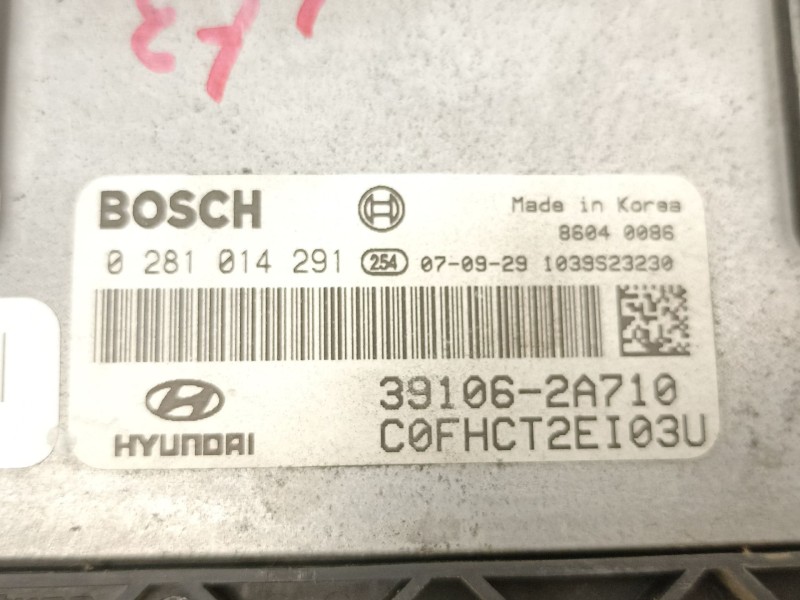 BOSCH
Made in Korea
8604 0086
0 281 014 291 254 07-09-29 1039S23230
39106-2A710
HYUNDAI
C0FHCT2EI03U